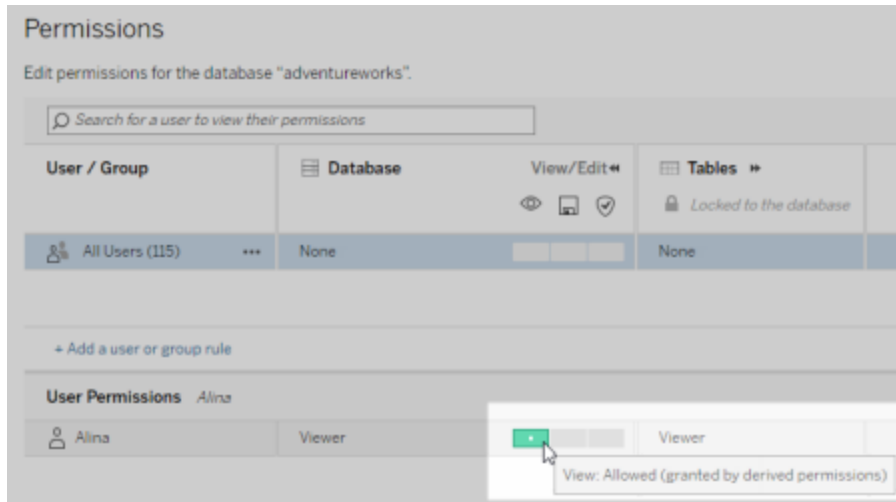 Permissions
Edit permissions for the database "adventureworks".
Search for a user to view their permissions
User / Group
Database
View/Edit
Tables
Locked to the database
All Users (115)
None
None
+ Add a user or group rule
User Permissions Alina
Alina
Viewer
Viewer
View: Allowed (granted by derived permissions)